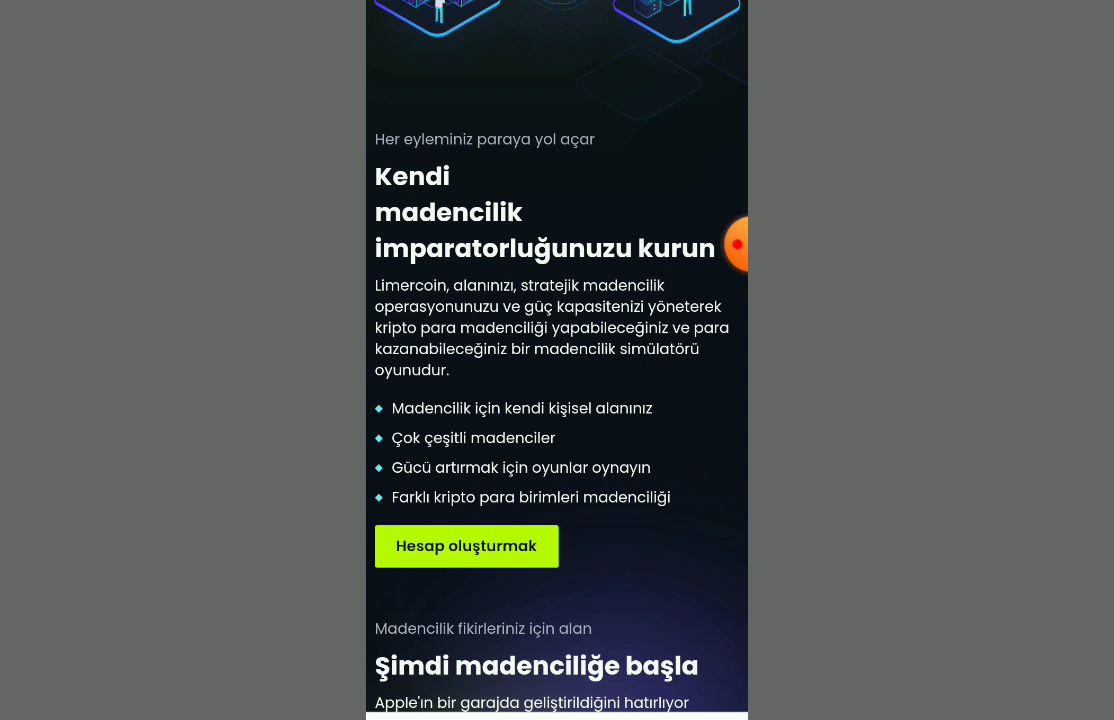 Her eyleminiz paraya yol açar
Kendi
madencilik
imparatorluğunuzu kurun
Limercoin, alanınızı, stratejik madencilik
operasyonunuzu ve güç kapasitenizi yöneterek
kripto para madenciliği yapabileceğiniz ve para
kazanabileceğiniz bir madencilik simülatörü
oyunudur.
Madencilik için kendi kişisel alanınız
Çok çeşitli madenciler
Gücü artırmak için oyunlar oynayın
Farklı kripto para birimleri madenciliği
Hesap oluşturmak
Madencilik fikirleriniz için alan
Şimdi madenciliğe başla
Apple'ın bir garajda geliştirildiğini hatırlıyor